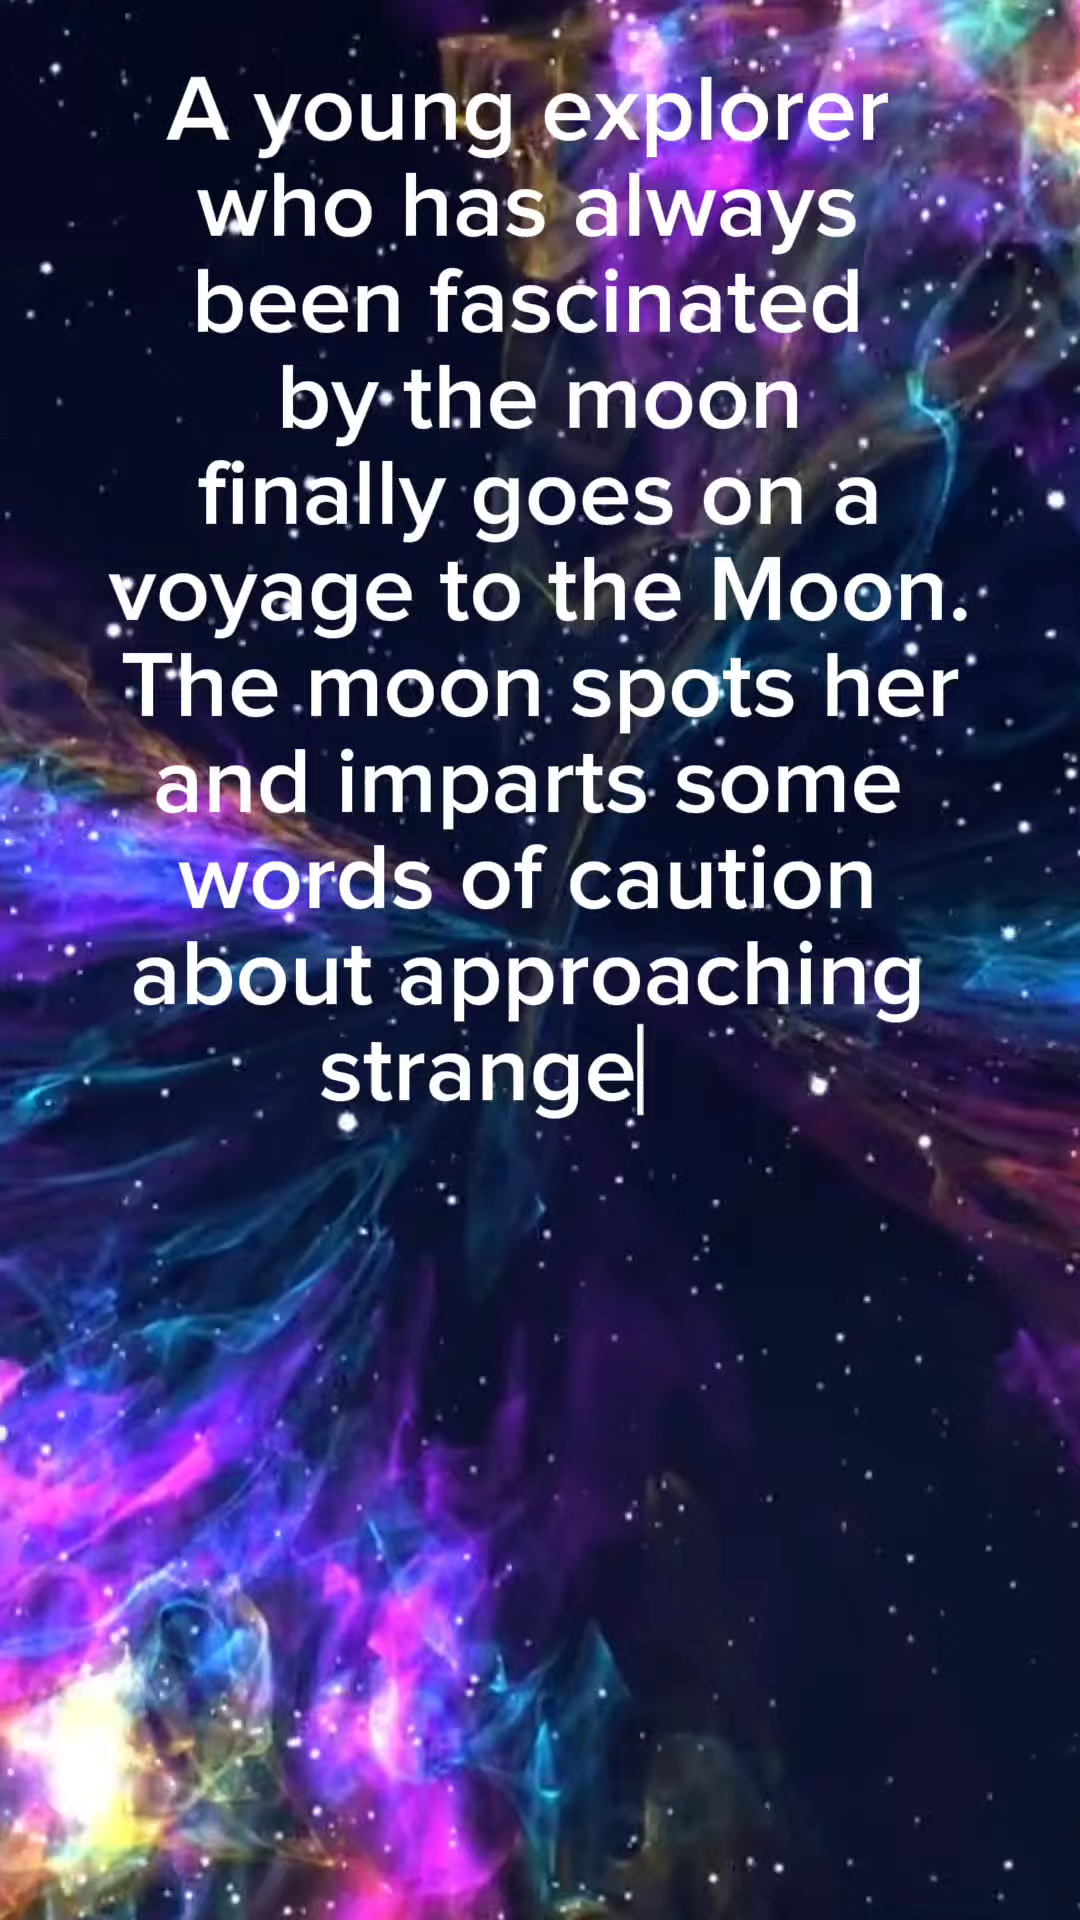 A young explorer
who has always
been fascinated
by the moon
finally goes on a
voyage to the Moon.
The moon spots her
and imparts some
words of caution
about approaching
strange